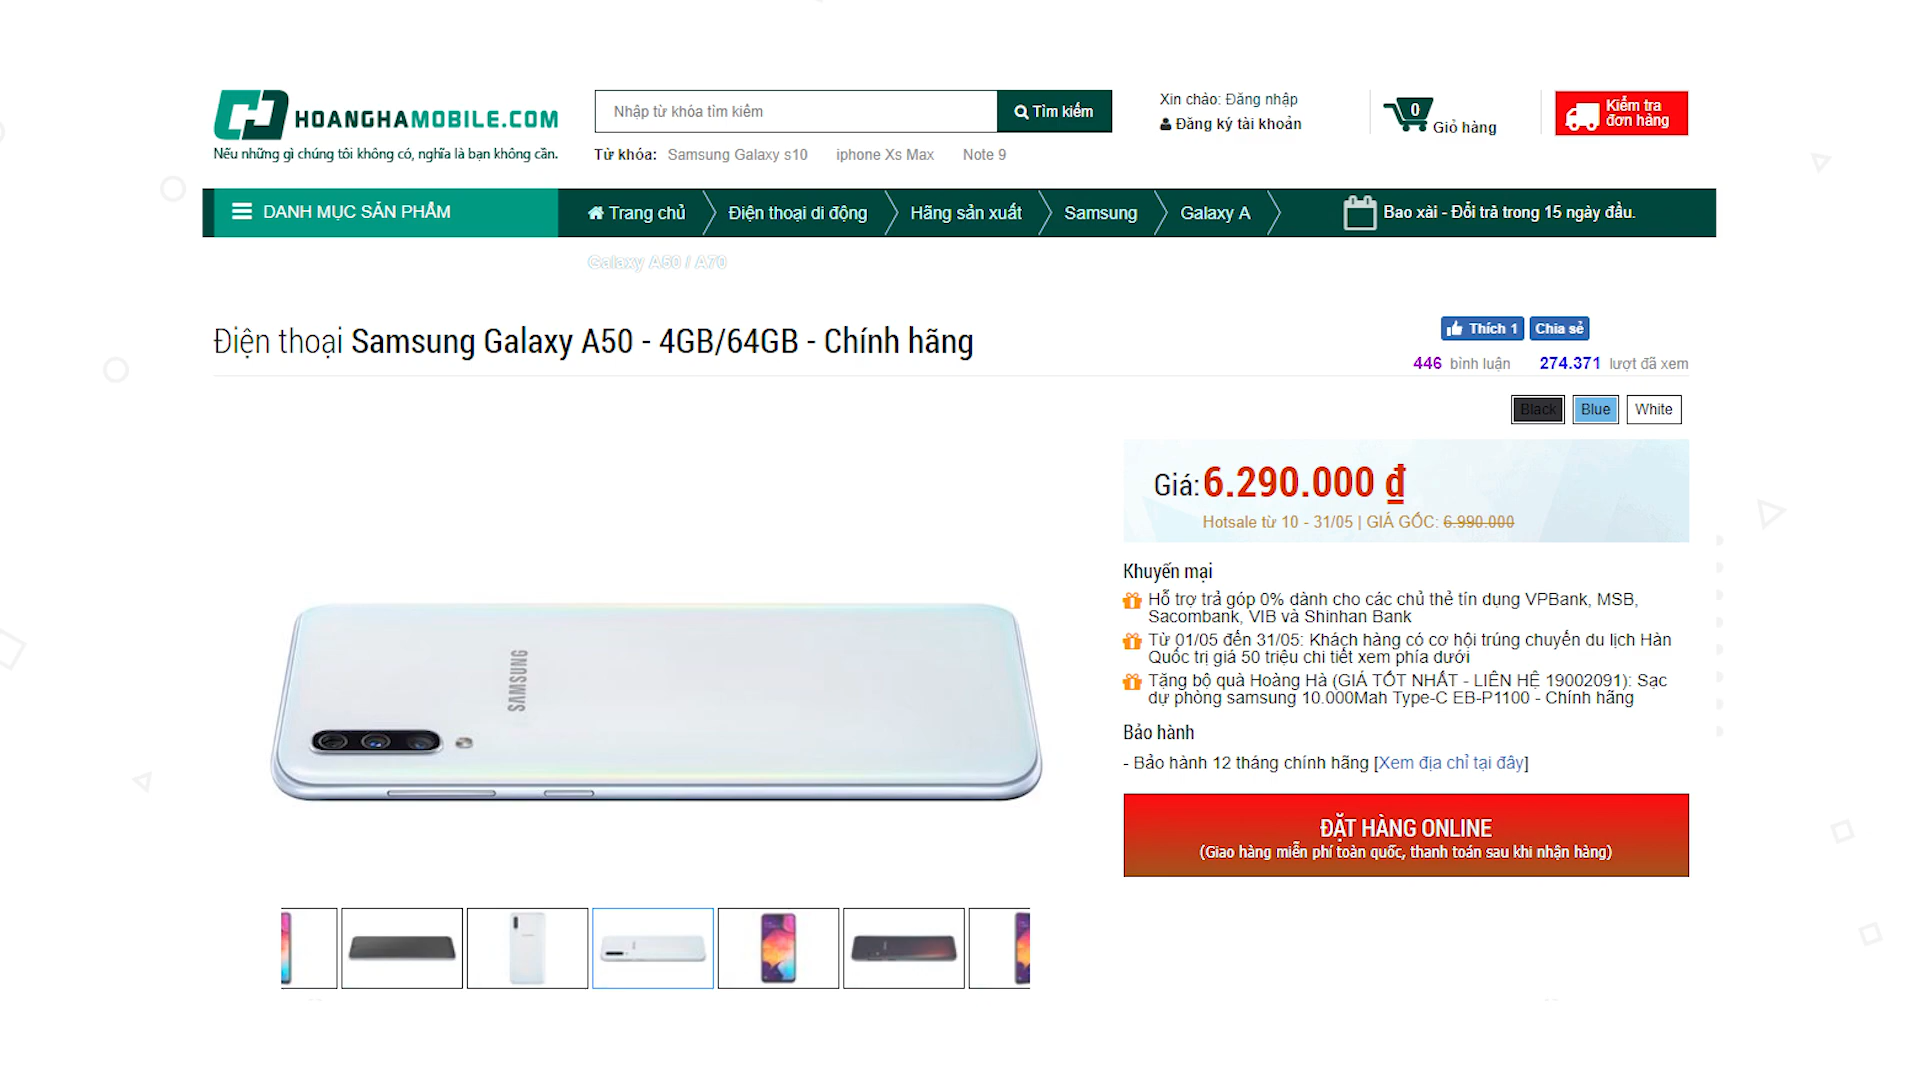 HOANGHAMOBILE.COM
Nếu những gì chúng tôi không có, nghĩa là bạn không cần.
Nhập từ khóa tìm kiếm
Tìm kiếm
Từ khóa: Samsung Galaxy s10 iphone Xs Max Note 9
Xin chào: Đăng nhập
Đăng ký tài khoản
0
Giỏ hàng
Kiểm tra
đơn hàng
DANH MỤC SẢN PHẨM
Trang chủ
Điện thoại di động
Hãng sản xuất
Samsung
Galaxy A
Bao xài - Đổi trả trong 15 ngày đầu.
Galaxy A50 / A70
Điện thoại Samsung Galaxy A50 - 4GB/64GB - Chính hãng
Thích 1
Chia sẻ
446 bình luận 274.371 lượt đã xem
Black
Blue
White
Giá: 6.290.000 ₫
Hotsale từ 10 - 31/05 | GIÁ GỐC: 6.990.000
Khuyến mại
Hỗ trợ trả góp 0% dành cho các chủ thẻ tín dụng VPBank, MSB,
Sacombank, VIB và Shinhan Bank
Từ 01/05 đến 31/05: Khách hàng có cơ hội trúng chuyến du lịch Hàn
Quốc trị giá 50 triệu chi tiết xem phía dưới
Tặng bộ quà Hoàng Hà (GIÁ TỐT NHẤT - LIÊN HỆ 19002091): Sạc
dự phòng samsung 10.000Mah Type-C EB-P1100 - Chính hãng
Bảo hành
- Bảo hành 12 tháng chính hãng [Xem địa chỉ tại đây]
ĐẶT HÀNG ONLINE
(Giao hàng miễn phí toàn quốc, thanh toán sau khi nhận hàng)
SAMSUNG